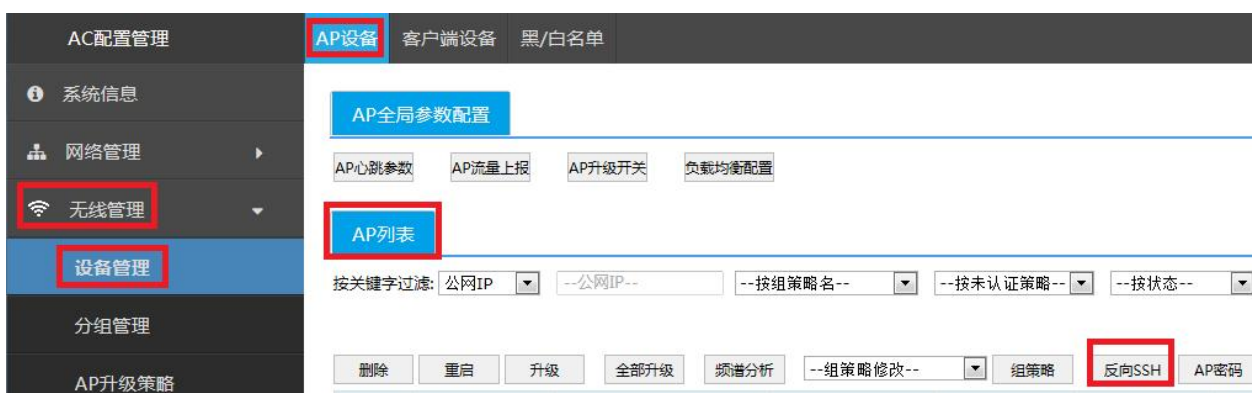 AC配置管理
AP设备 客户端设备 黑/白名单
系统信息
网络管理
无线管理
设备管理
分组管理
AP升级策略
AP全局参数配置
AP心跳参数 AP流量上报 AP升级开关 负载均衡配置
AP列表
按关键字过滤: 公网IP --公网IP-- --按组策略名-- --按未认证策略-- --按状态--
删除 重启 升级 全部升级 频谱分析 --组策略修改-- 组策略 反向SSH AP密码